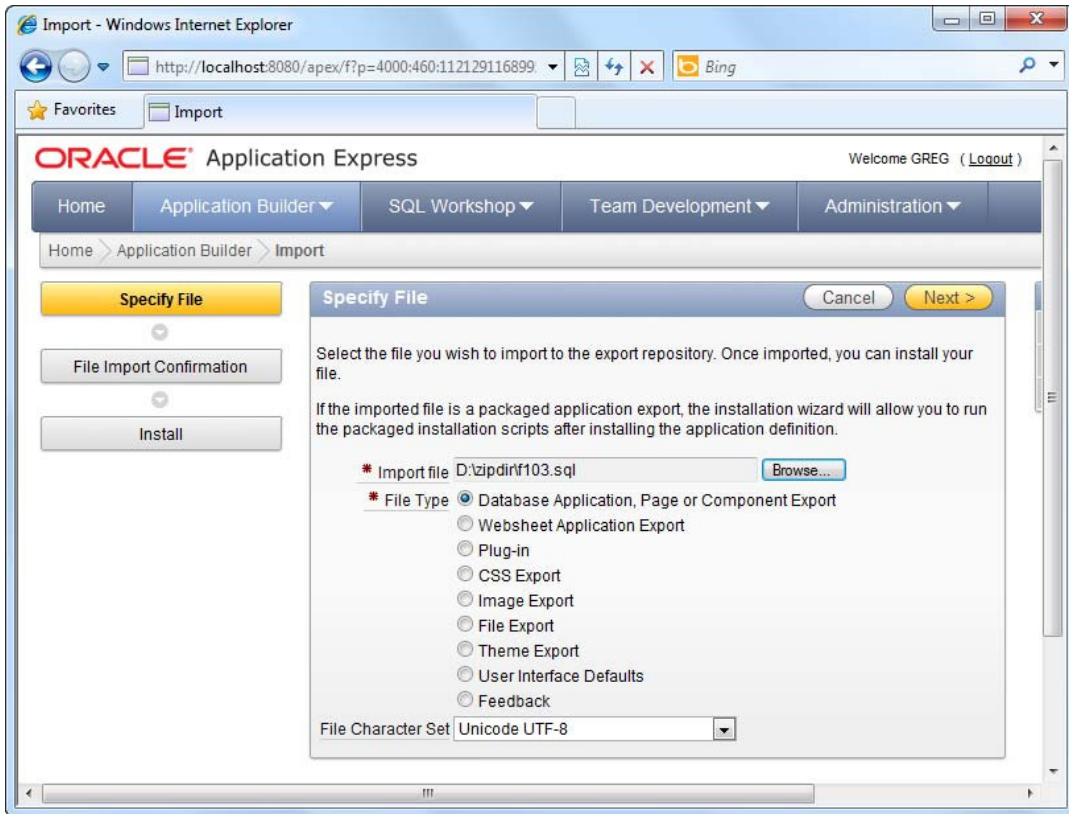 Import - Windows Internet Explorer
http://localhost:8080/apex/f?p=4000:460:112129116899
Bing
Favorites
Import
ORACLE Application Express
Welcome GREG ( Logout )
Home
Application Builder
SQL Workshop
Team Development
Administration
Home
Application Builder
Import
Specify File
File Import Confirmation
Install
Specify File
Cancel
Next >
Select the file you wish to import to the export repository. Once imported, you can install your
file.
If the imported file is a packaged application export, the installation wizard will allow you to run
the packaged installation scripts after installing the application definition.
* Import file D:\zipdir\f103.sql Browse...
* File Type Database Application, Page or Component Export
Websheet Application Export
Plug-in
CSS Export
Image Export
File Export
Theme Export
User Interface Defaults
Feedback
File Character Set Unicode UTF-8